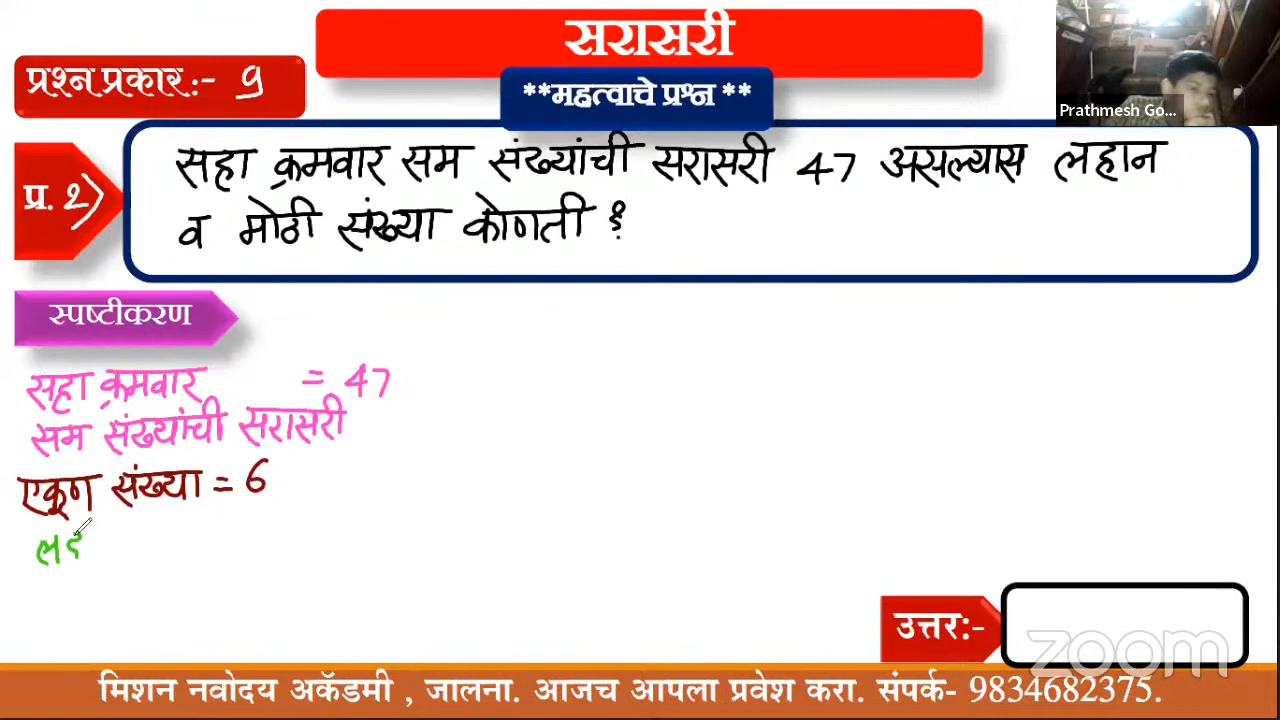 सरासरी
प्रश्न प्रकार :- 9
**महत्वाचे प्रश्न **
Prathmesh Go...
प्र. 2)
सहा क्रमवार सम संख्यांची सरासरी 47 असल्यास लहान
व मोठी संख्या कोणती ?
स्पष्टीकरण
सहा क्रमवार = 47
सम संख्यांची सरासरी
एकूण संख्या = 6
उत्तर:-
zoom
मिशन नवोदय अकॅडमी , जालना. आजच आपला प्रवेश करा. संपर्क- 9834682375.